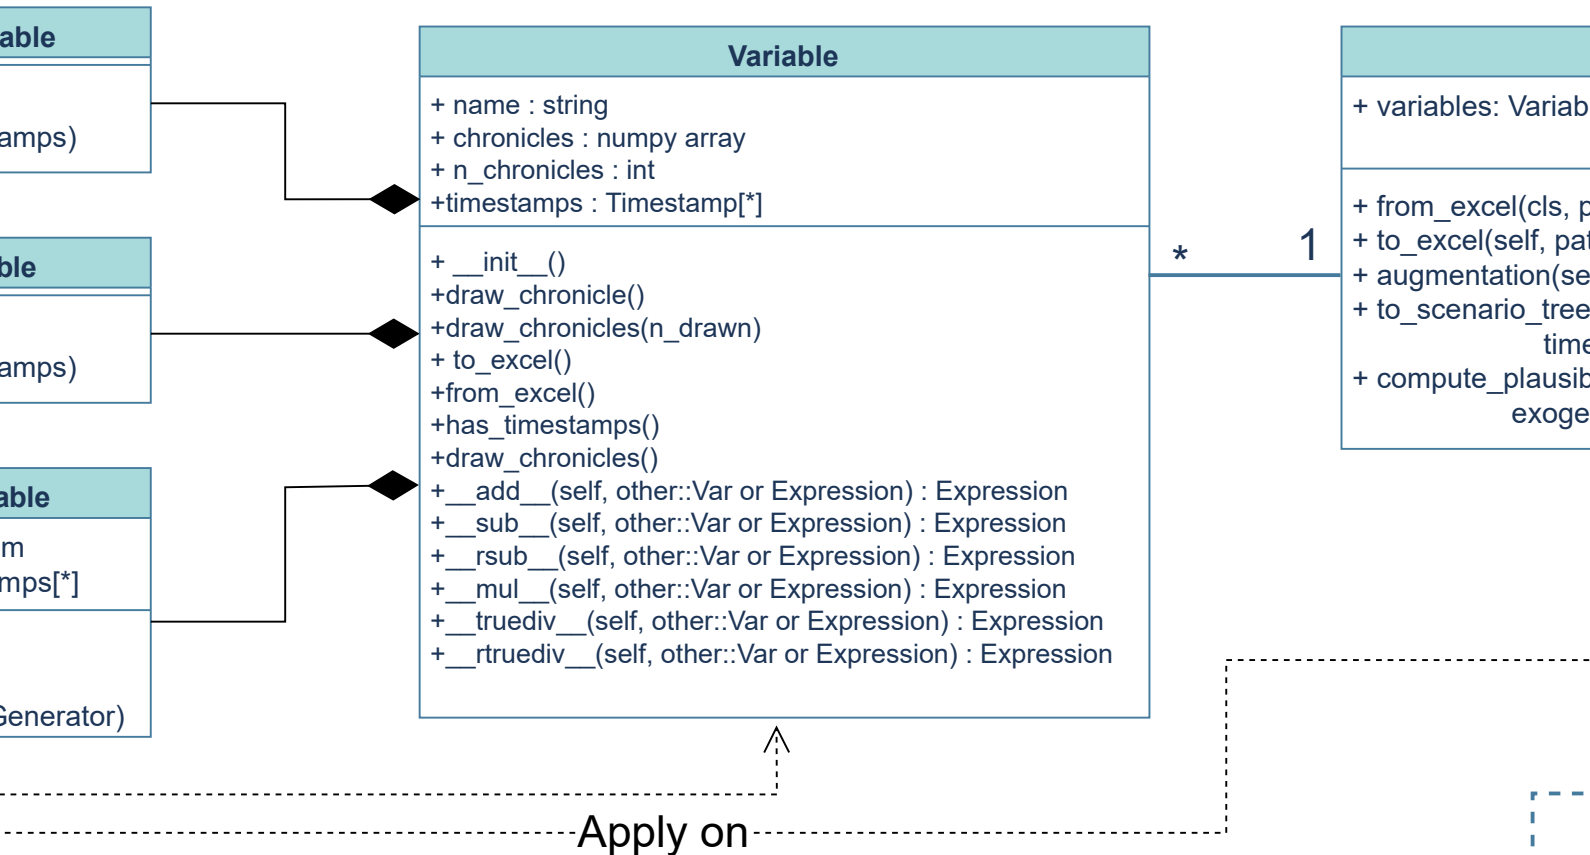 able
amps)
ble
amps)
able
m
mps[*]
Generator)
Variable
+ name : string
+ chronicles : numpy array
+ n_chronicles : int
+timestamps : Timestamp[*]
+ __init__()
+draw_chronicle()
+draw_chronicles(n_drawn)
+ to_excel()
+from_excel()
+has_timestamps()
+draw_chronicles()
+__add__(self, other::Var or Expression) : Expression
+__sub__(self, other::Var or Expression) : Expression
+__rsub__(self, other::Var or Expression) : Expression
+__mul__(self, other::Var or Expression) : Expression
+__truediv__(self, other::Var or Expression) : Expression
+__rtruediv__(self, other::Var or Expression) : Expression
* 1
+ variables: Variab
+ from_excel(cls, p
+ to_excel(self, pat
+ augmentation(se
+ to_scenario_tree
time
+ compute_plausib
exoge
Apply on